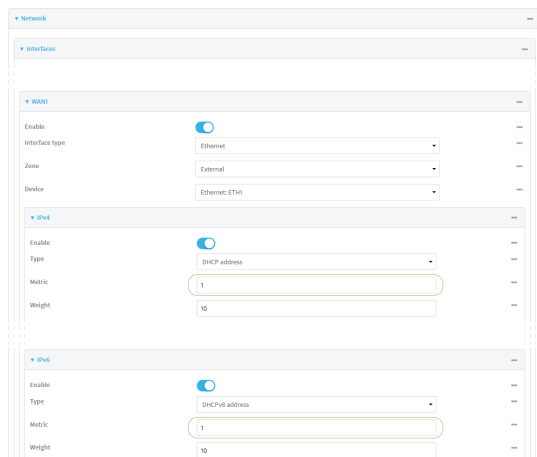 ▾ Network ...
▾ Interfaces ...
▾ WAN1 ...
Enable ...
Interface type Ethernet ...
Zone External ...
Device Ethernet: ETH1 ...
▾ IPv4 ...
Enable ...
Type DHCP address ...
Metric 1 ...
Weight 10 ...
▾ IPv6 ...
Enable ...
Type DHCPv6 address ...
Metric 1 ...
Weight 10 ...